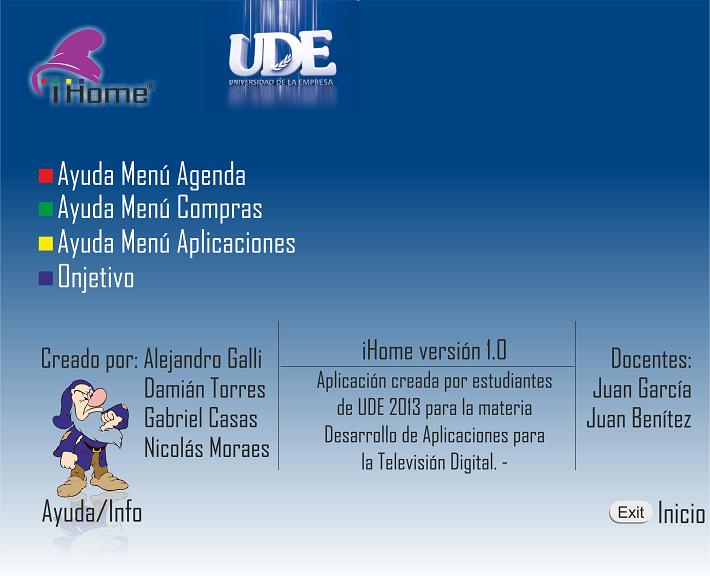 iHome®
UDE
UNIVERSIDAD DE LA EMPRESA
Ayuda Menú Agenda
Ayuda Menú Compras
Ayuda Menú Aplicaciones
Onjetivo
Creado por: Alejandro Galli
Damián Torres
Gabriel Casas
Nicolás Moraes
iHome versión 1.0
Aplicación creada por estudiantes
de UDE 2013 para la materia
Desarrollo de Aplicaciones para
la Televisión Digital. -
Docentes:
Juan García
Juan Benítez
Ayuda/Info
Exit Inicio